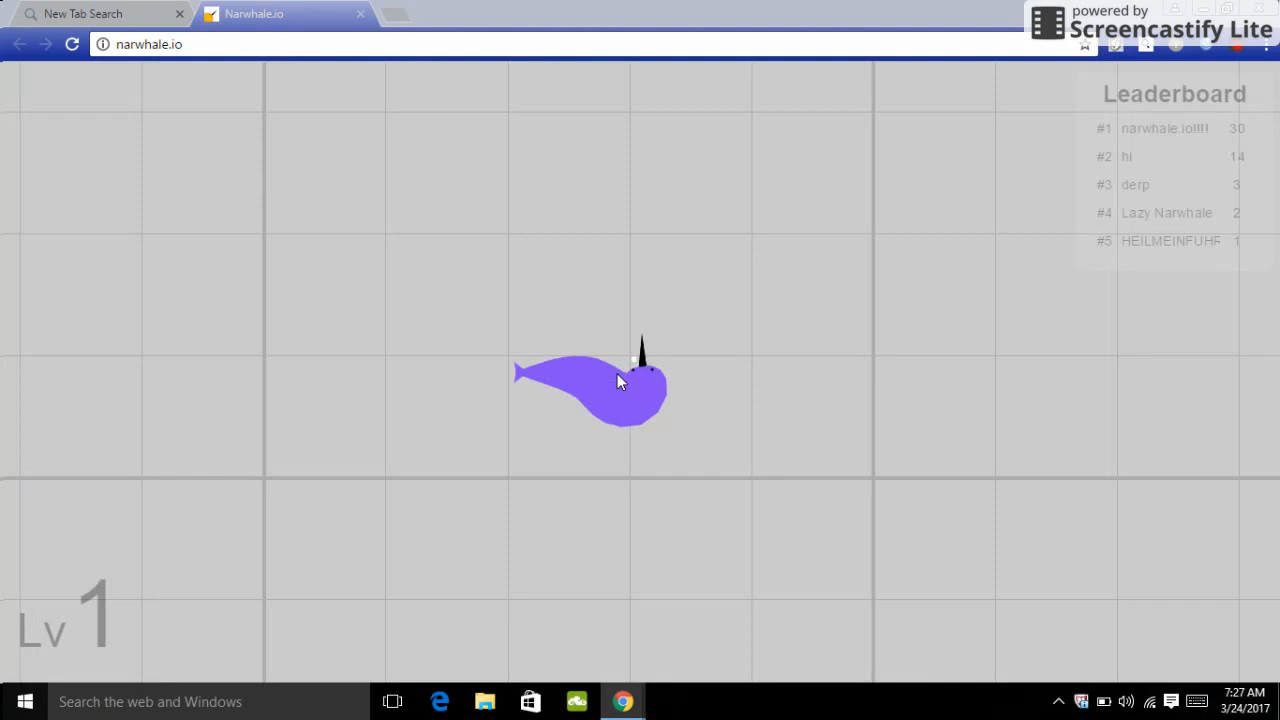 New Tab Search
Narwhale.io
powered by
Screencastify Lite
narwhale.io
Leaderboard
#1 narwhale.io!!!! 30
#2 hi 14
#3 derp 3
#4 Lazy Narwhale 2
#5 HEILMEINFUHR 1
Lv 1
Search the web and Windows
7:27 AM
3/24/2017